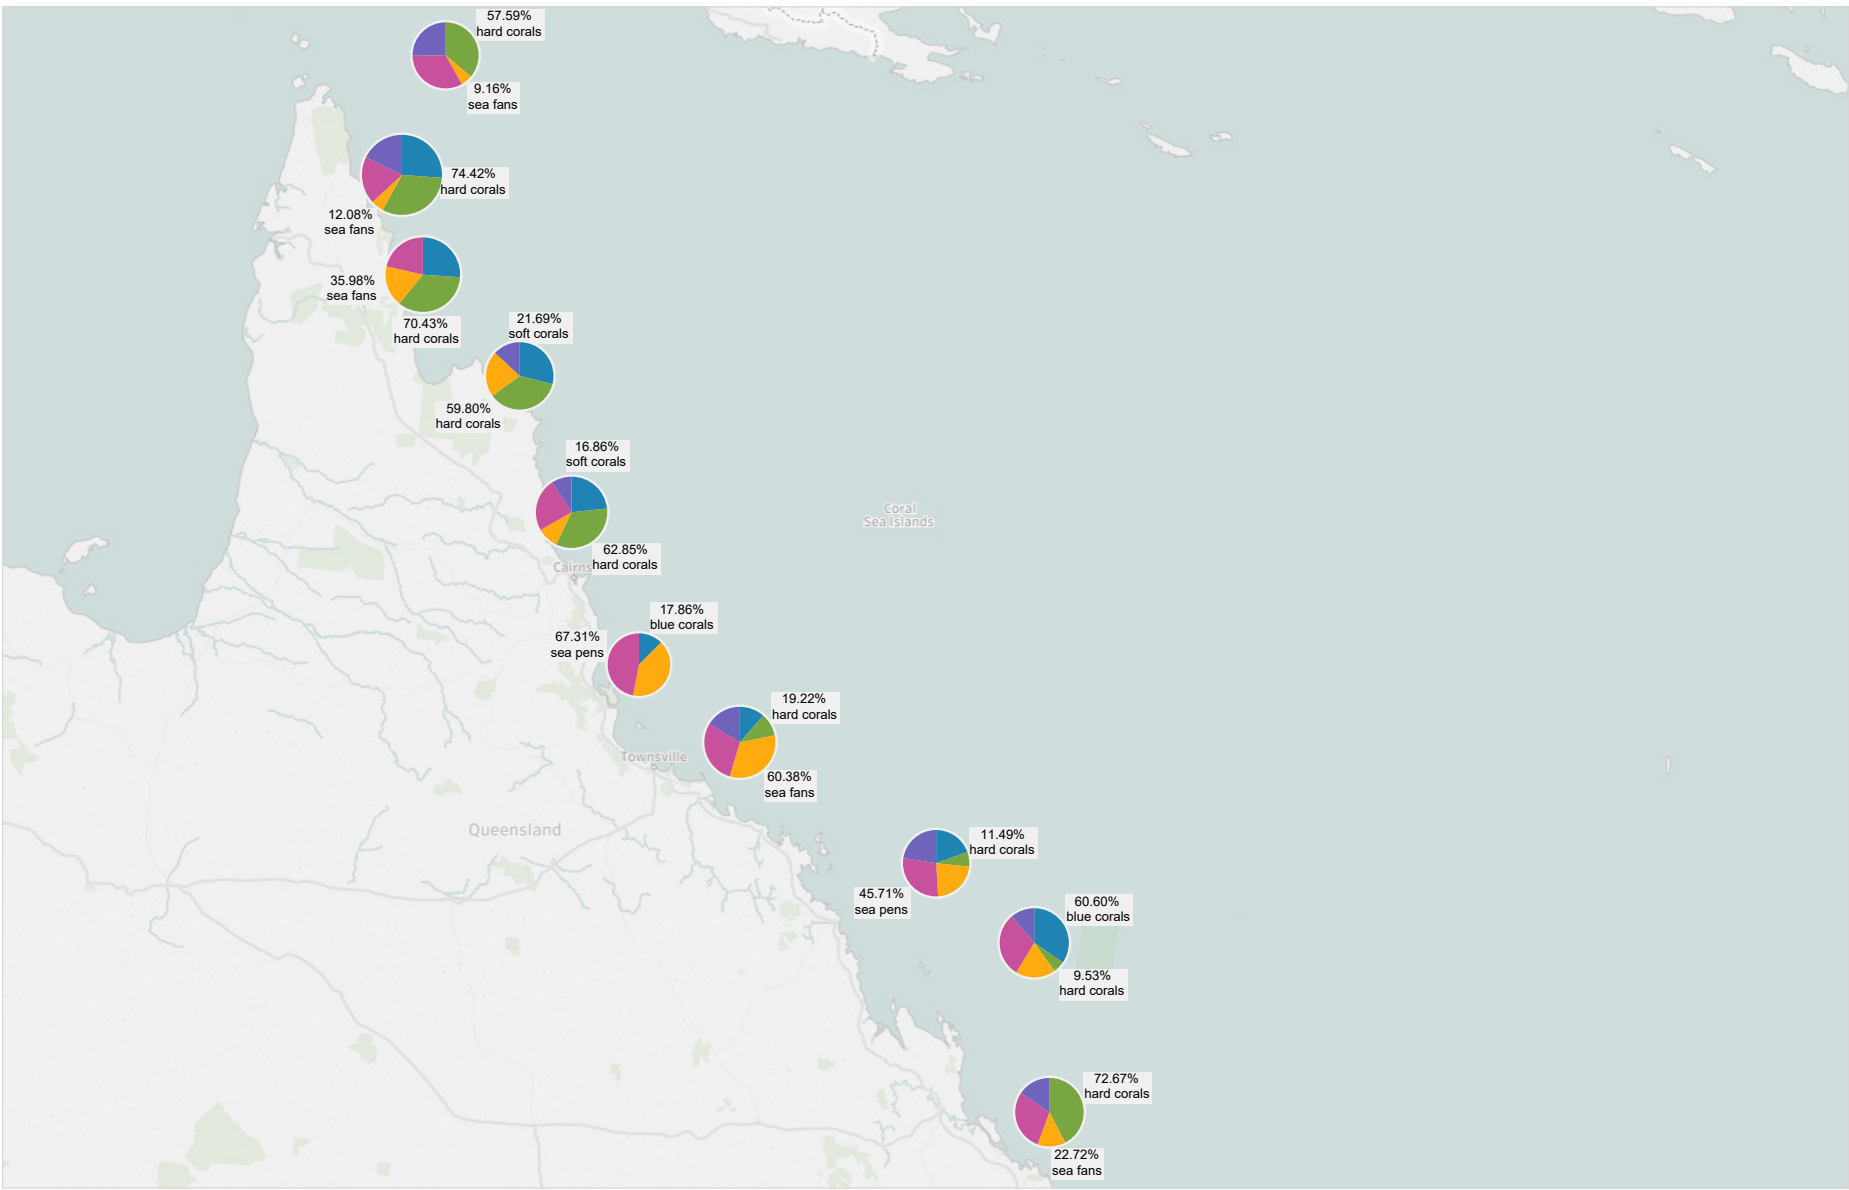 57.59%
hard corals
9.16%
sea fans
74.42%
hard corals
12.08%
sea fans
35.98%
sea fans
70.43%
hard corals
21.69%
soft corals
59.80%
hard corals
16.86%
soft corals
Coral
Sea Islands
62.85%
hard corals
Cairns
17.86%
blue corals
67.31%
sea pens
19.22%
hard corals
Townsville
60.38%
sea fans
Queensland
11.49%
hard corals
45.71%
sea pens
60.60%
blue corals
9.53%
hard corals
72.67%
hard corals
22.72%
sea fans